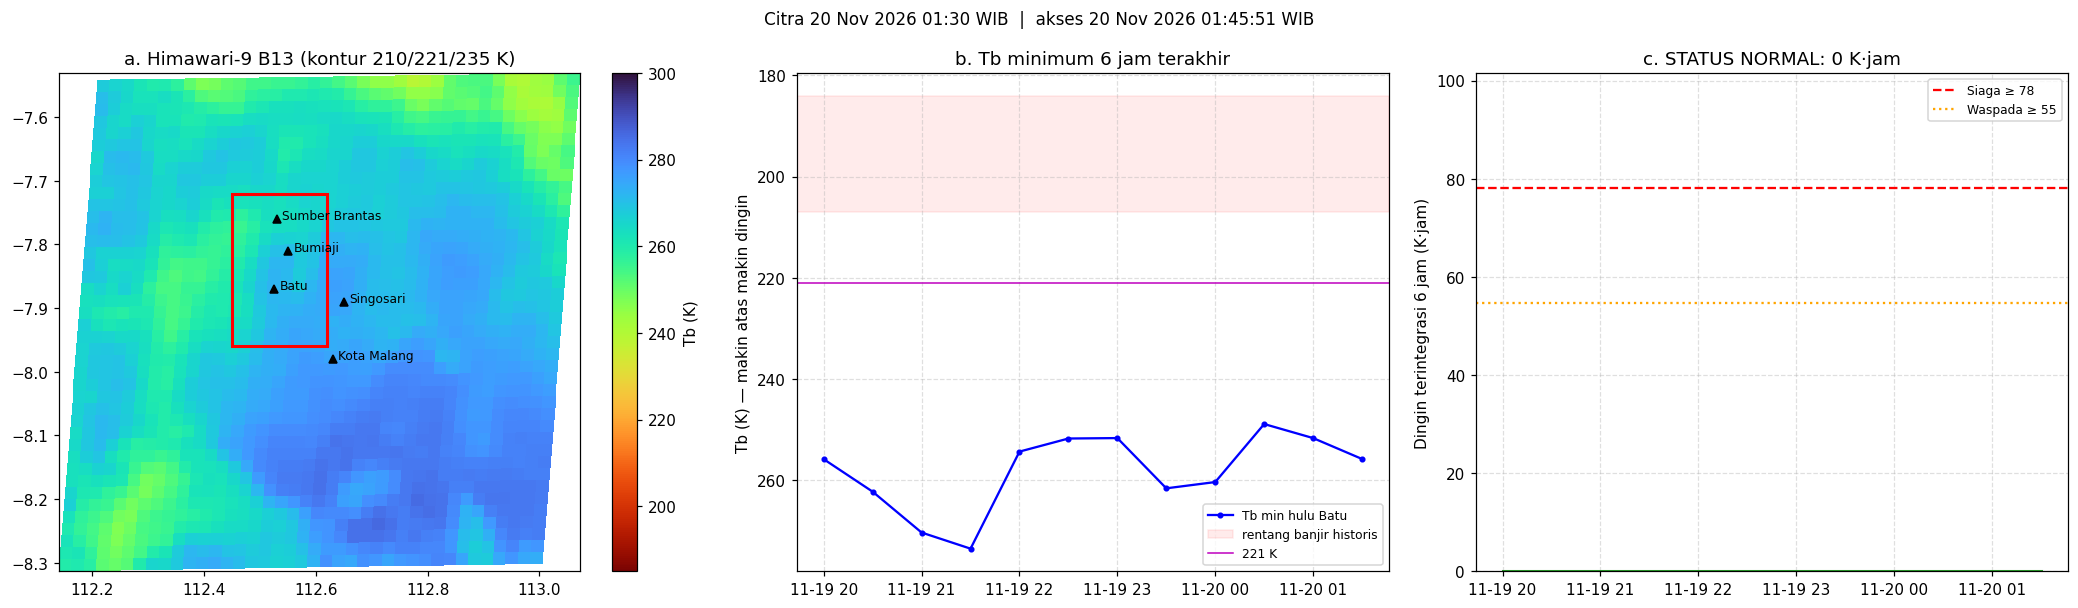 Citra 20 Nov 2026 01:30 WIB | akses 20 Nov 2026 01:45:51 WIB
a. Himawari-9 B13 (kontur 210/221/235 K)
−7.6
−7.7
−7.8
−7.9
−8.0
−8.1
−8.2
−8.3
112.2
112.4
112.6
112.8
113.0
Sumber Brantas
Bumiaji
Batu
Singosari
Kota Malang
300
280
260
240
220
200
Tb (K)
b. Tb minimum 6 jam terakhir
Tb (K) — makin atas makin dingin
180
200
220
240
260
11-19 20
11-19 21
11-19 22
11-19 23
11-20 00
11-20 01
Tb min hulu Batu
rentang banjir historis
221 K
c. STATUS NORMAL: 0 K·jam
Dingin terintegrasi 6 jam (K·jam)
100
80
60
40
20
0
11-19 20
11-19 21
11-19 22
11-19 23
11-20 00
11-20 01
Siaga ≥ 78
Waspada ≥ 55